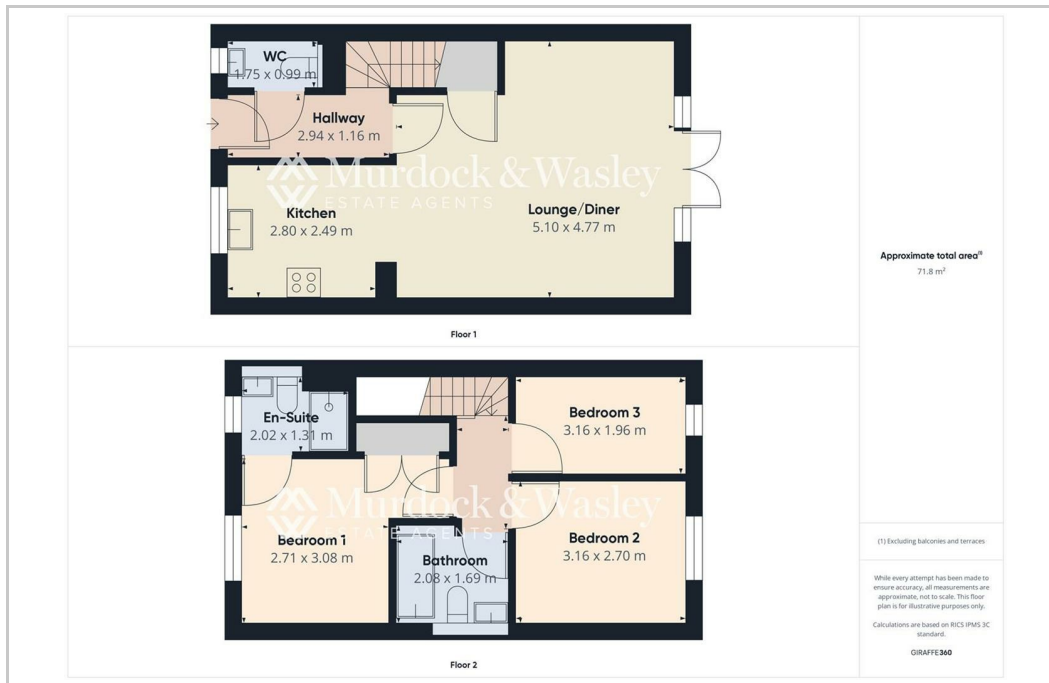 WC
1.75 x 0.99 m
Hallway
2.94 x 1.16 m
Murdock & Wasley
ESTATE AGENTS
Kitchen
2.80 x 2.49 m
Lounge/Diner
5.10 x 4.77 m
Floor 1
En-Suite
2.02 x 1.31 m
Bedroom 3
3.16 x 1.96 m
Murdock & Wasley
ESTATE AGENTS
Bedroom 1
2.71 x 3.08 m
Bathroom
2.08 x 1.69 m
Bedroom 2
3.16 x 2.70 m
Floor 2
Approximate total area(1)
71.8 m²
(1) Excluding balconies and terraces
While every attempt has been made to
ensure accuracy, all measurements are
approximate, not to scale. This floor
plan is for illustrative purposes only.
Calculations are based on RICS IPMS 3C
standard.
GIRAFFE360